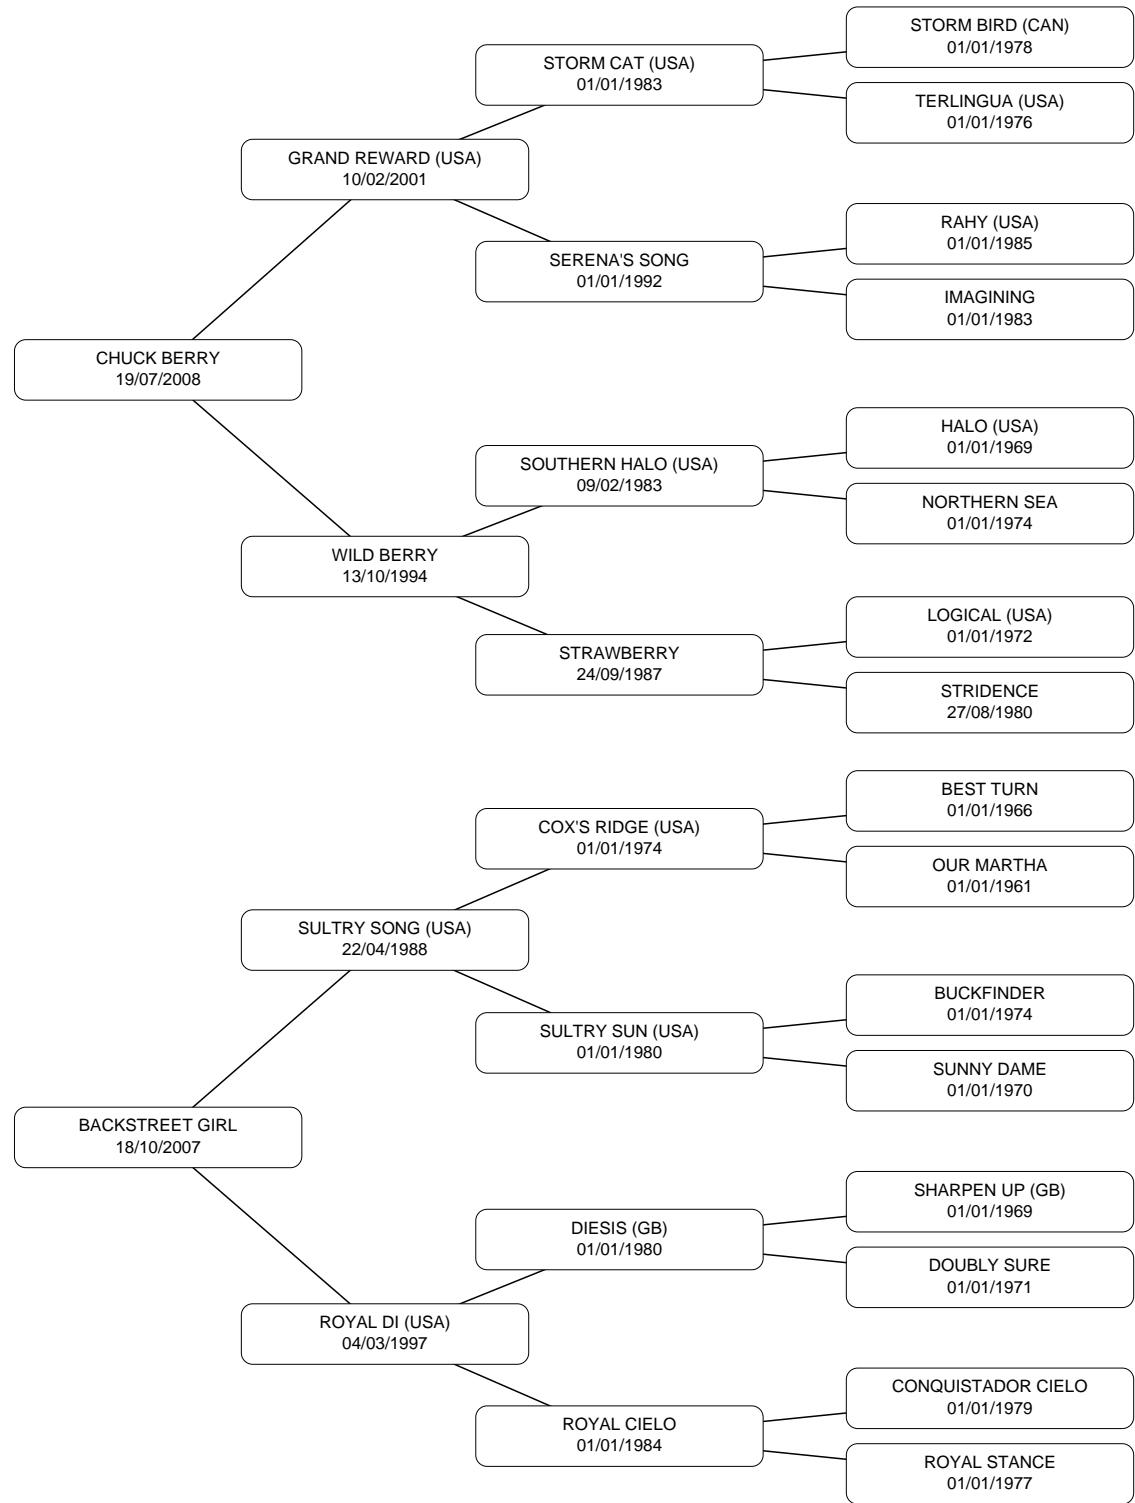 STORM BIRD (CAN)
01/01/1978
STORM CAT (USA)
01/01/1983
TERLINGUA (USA)
01/01/1976
GRAND REWARD (USA)
10/02/2001
RAHY (USA)
01/01/1985
SERENA'S SONG
01/01/1992
IMAGINING
01/01/1983
CHUCK BERRY
19/07/2008
HALO (USA)
01/01/1969
SOUTHERN HALO (USA)
09/02/1983
NORTHERN SEA
01/01/1974
WILD BERRY
13/10/1994
LOGICAL (USA)
01/01/1972
STRAWBERRY
24/09/1987
STRIDENCE
27/08/1980
BEST TURN
01/01/1966
COX'S RIDGE (USA)
01/01/1974
OUR MARTHA
01/01/1961
SULTRY SONG (USA)
22/04/1988
BUCKFINDER
01/01/1974
SULTRY SUN (USA)
01/01/1980
SUNNY DAME
01/01/1970
BACKSTREET GIRL
18/10/2007
SHARPEN UP (GB)
01/01/1969
DIESIS (GB)
01/01/1980
DOUBLY SURE
01/01/1971
ROYAL DI (USA)
04/03/1997
CONQUISTADOR CIELO
01/01/1979
ROYAL CIELO
01/01/1984
ROYAL STANCE
01/01/1977